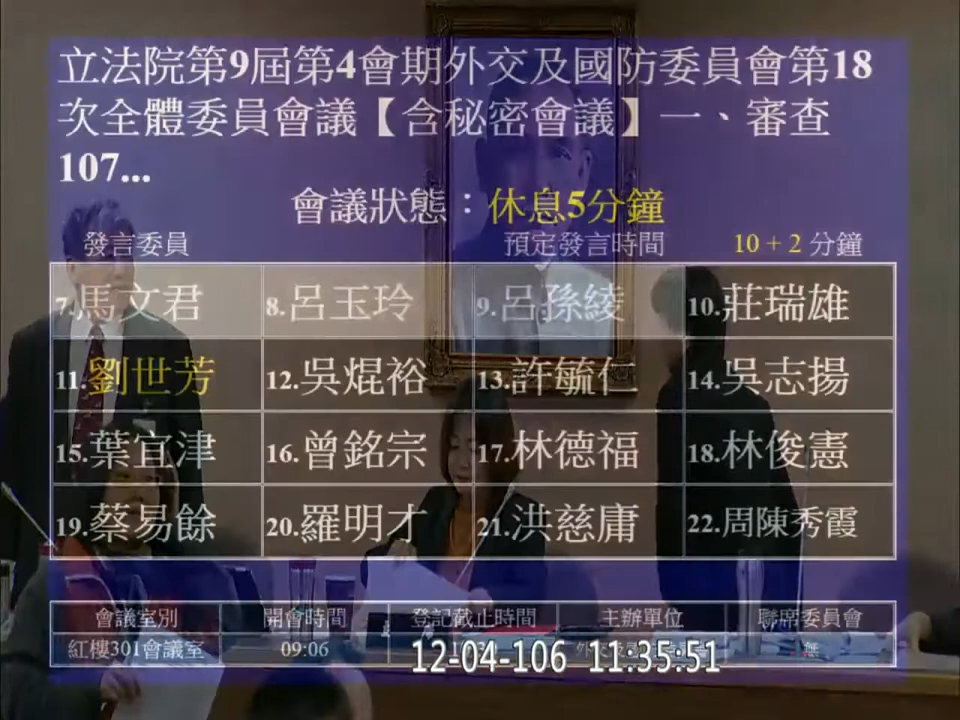 立法院第9屆第4會期外交及國防委員會第18
次全體委員會議【含秘密會議】一、審查
107...
會議狀態：休息5分鐘
發言委員 預定發言時間 10 + 2 分鐘
7.馬文君 8.呂玉玲 9.呂孫綾 10.莊瑞雄
11.劉世芳 12.吳焜裕 13.許毓仁 14.吳志揚
15.葉宜津 16.曾銘宗 17.林德福 18.林俊憲
19.蔡易餘 20.羅明才 21.洪慈庸 22.周陳秀霞
會議室別 開會時間 登記截止時間 主辦單位 聯席委員會
紅樓301會議室 09:06 無
12-04-106 11:35:51